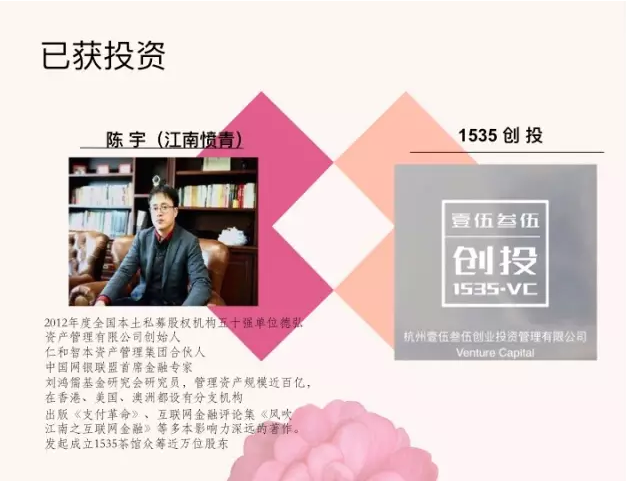 已获投资
陈 宇（江南愤青）
1535 创 投
壹伍叁伍
创投
1535·VC
杭州壹伍叁伍创业投资管理有限公司
Venture Capital
2012年度全国本土私募股权机构五十强单位德弘
资产管理有限公司创始人
仁和智本资产管理集团合伙人
中国网银联盟首席金融专家
刘鸿儒基金研究会研究员，管理资产规模近百亿，
在香港、美国、澳洲都设有分支机构
出版《支付革命》、互联网金融评论集《风吹
江南之互联网金融》等多本影响力深远的著作。
发起成立1535茶馆众筹近万位股东